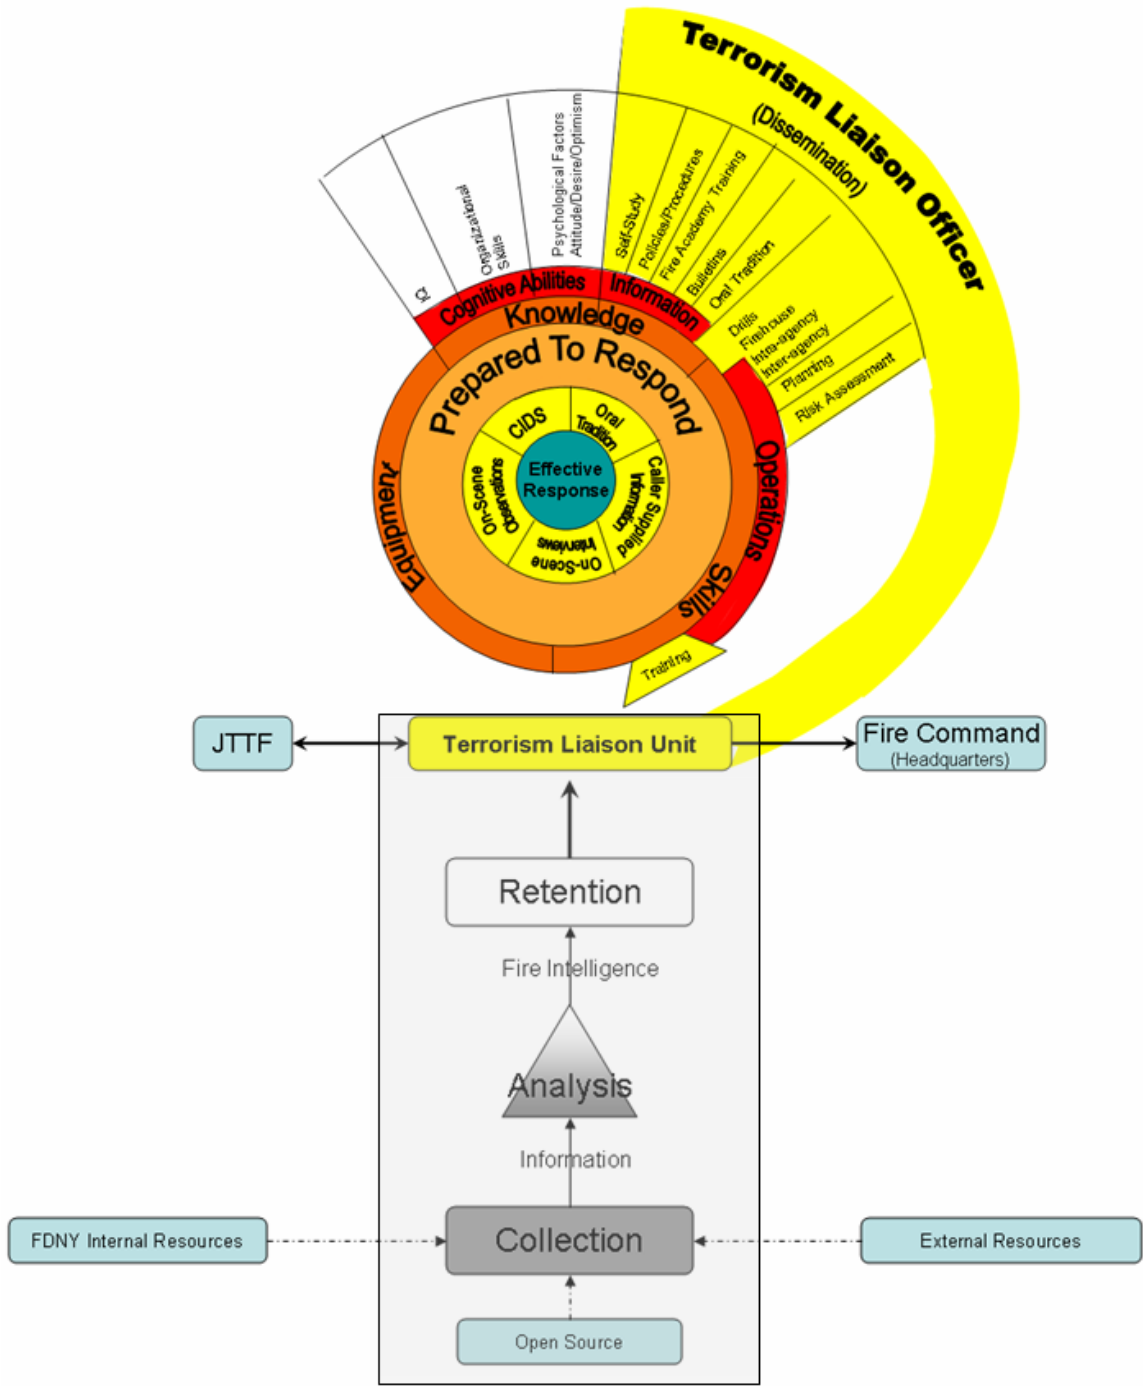 Terrorism Liaison Officer
(Dissemination)
IQ
Organizational
Skills
Psychological Factors
Attitude/Desire/Optimism
Self-Study
Policies/Procedures
Fire Academy Training
Bulletins
Oral Tradition
Drills
Firehouse
Intra-agency
Inter-agency
Planning
Risk Assessment
Cognitive Abilities
Information
Knowledge
Prepared To Respond
CIDS
Oral
Tradition
Effective
Response
On-Scene
Observations
Caller Supplied
Information
On-Scene
Interviews
Equipment
Operations
Skills
Training
JTTF
Terrorism Liaison Unit
Fire Command
(Headquarters)
Retention
Fire Intelligence
Analysis
Information
FDNY Internal Resources
Collection
External Resources
Open Source